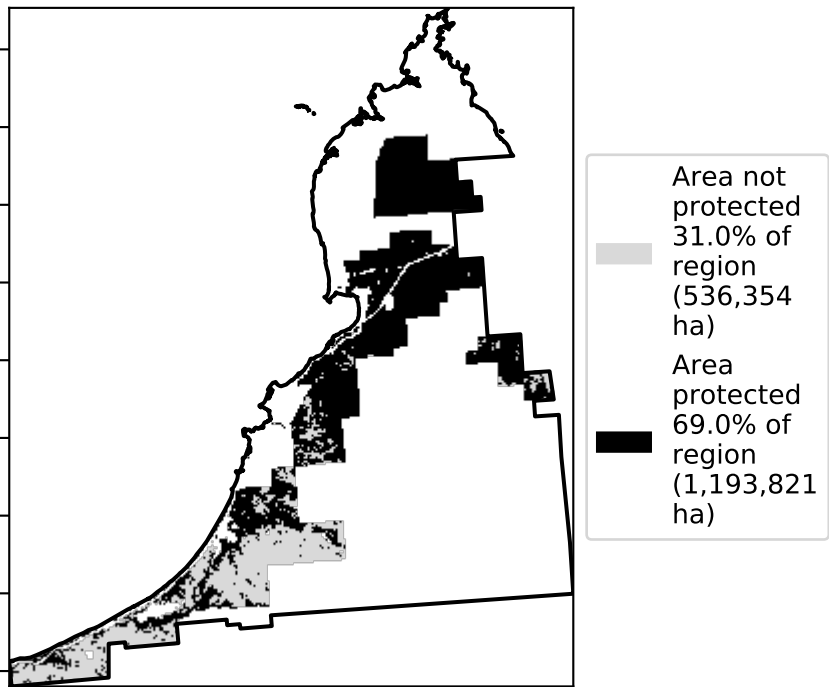 Area not
protected
31.0% of
region
(536,354
ha)
Area
protected
69.0% of
region
(1,193,821
ha)